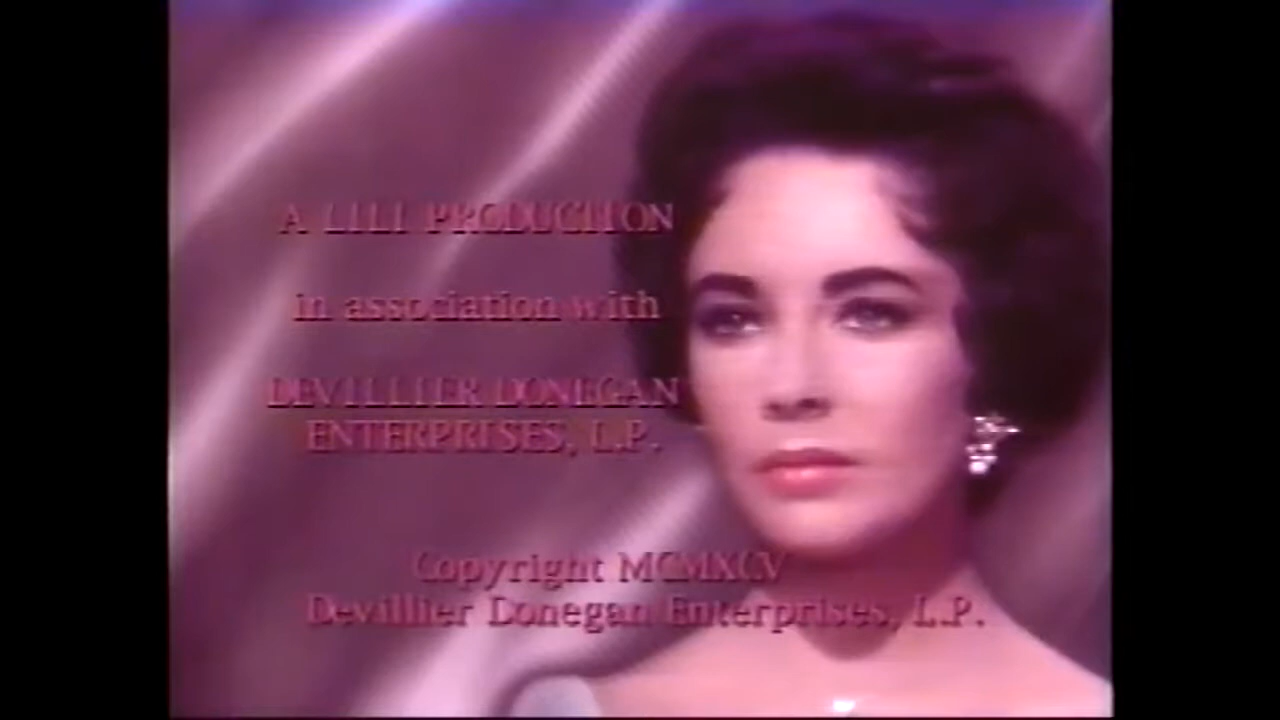 A LILI PRODUCTION
in association with
DEVILLIER DONEGAN
ENTERPRISES, L.P.
Copyright MCMXCV
Devillier Donegan Enterprises, L.P.